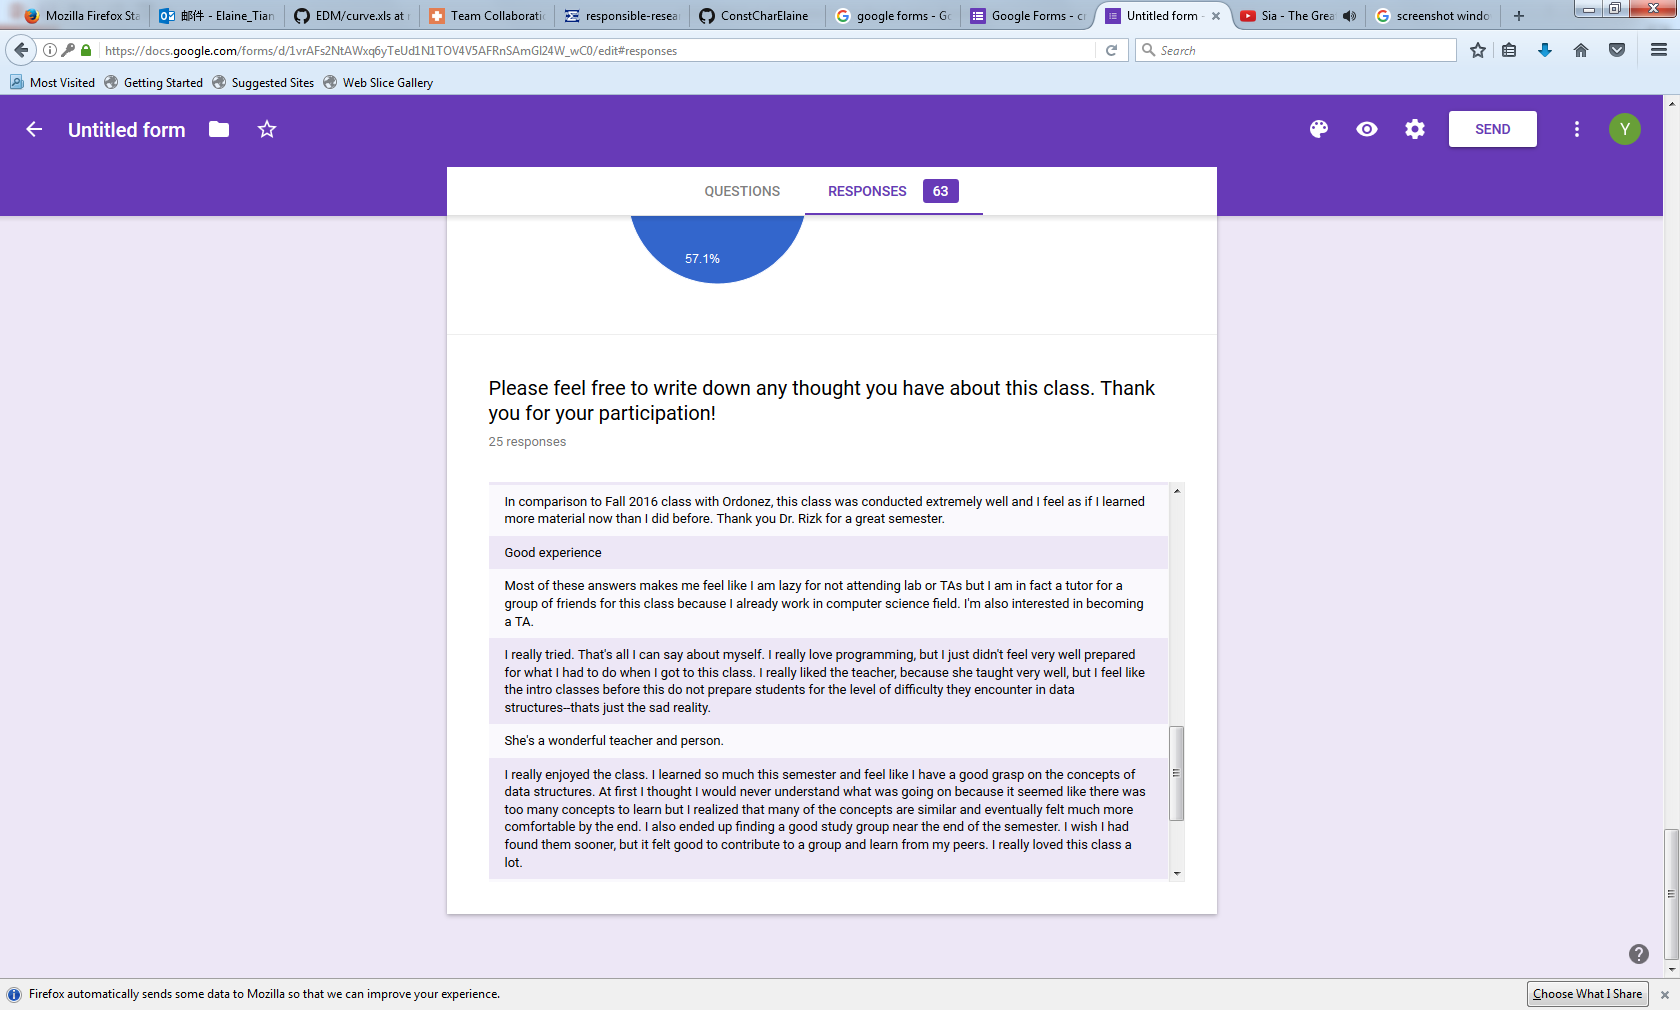 Mozilla Firefox Sta
邮件 - Elaine_Tian
EDM/curve.xls at
Team Collaboratio
responsible-resea
ConstCharElaine
google forms - Go
Google Forms - cr
Untitled form -
Sia - The Grea
screenshot windo
https://docs.google.com/forms/d/1vrAFs2NtAWxq6yTeUd1N1TOV4V5AFRnSAmGl24W_wC0/edit#responses
Search
Most Visited
Getting Started
Suggested Sites
Web Slice Gallery
Untitled form
SEND
Y
QUESTIONS
RESPONSES
63
57.1%
Please feel free to write down any thought you have about this class. Thank
you for your participation!
25 responses
In comparison to Fall 2016 class with Ordonez, this class was conducted extremely well and I feel as if I learned
more material now than I did before. Thank you Dr. Rizk for a great semester.
Good experience
Most of these answers makes me feel like I am lazy for not attending lab or TAs but I am in fact a tutor for a
group of friends for this class because I already work in computer science field. I'm also interested in becoming
a TA.
I really tried. That's all I can say about myself. I really love programming, but I just didn't feel very well prepared
for what I had to do when I got to this class. I really liked the teacher, because she taught very well, but I feel like
the intro classes before this do not prepare students for the level of difficulty they encounter in data
structures--thats just the sad reality.
She's a wonderful teacher and person.
I really enjoyed the class. I learned so much this semester and feel like I have a good grasp on the concepts of
data structures. At first I thought I would never understand what was going on because it seemed like there was
too many concepts to learn but I realized that many of the concepts are similar and eventually felt much more
comfortable by the end. I also ended up finding a good study group near the end of the semester. I wish I had
found them sooner, but it felt good to contribute to a group and learn from my peers. I really loved this class a
lot.
Firefox automatically sends some data to Mozilla so that we can improve your experience.
Choose What I Share